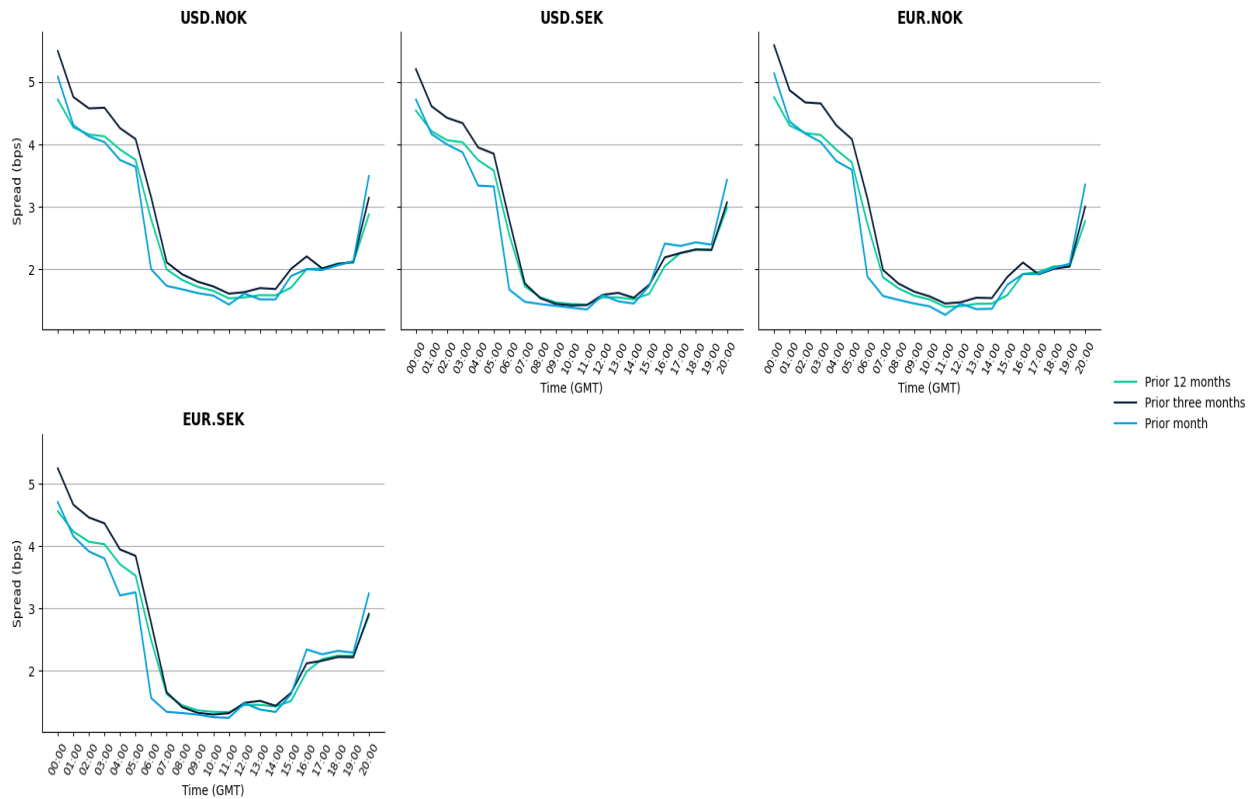 USD.NOK
USD.SEK
EUR.NOK
Spread (bps)
5
4
3
2
00:00 01:00 02:00 03:00 04:00 05:00 06:00 07:00 08:00 09:00 10:00 11:00 12:00 13:00 14:00 15:00 16:00 17:00 18:00 19:00 20:00
Time (GMT)
00:00 01:00 02:00 03:00 04:00 05:00 06:00 07:00 08:00 09:00 10:00 11:00 12:00 13:00 14:00 15:00 16:00 17:00 18:00 19:00 20:00
Time (GMT)
Prior 12 months
Prior three months
Prior month
EUR.SEK
Spread (bps)
5
4
3
2
00:00 01:00 02:00 03:00 04:00 05:00 06:00 07:00 08:00 09:00 10:00 11:00 12:00 13:00 14:00 15:00 16:00 17:00 18:00 19:00 20:00
Time (GMT)